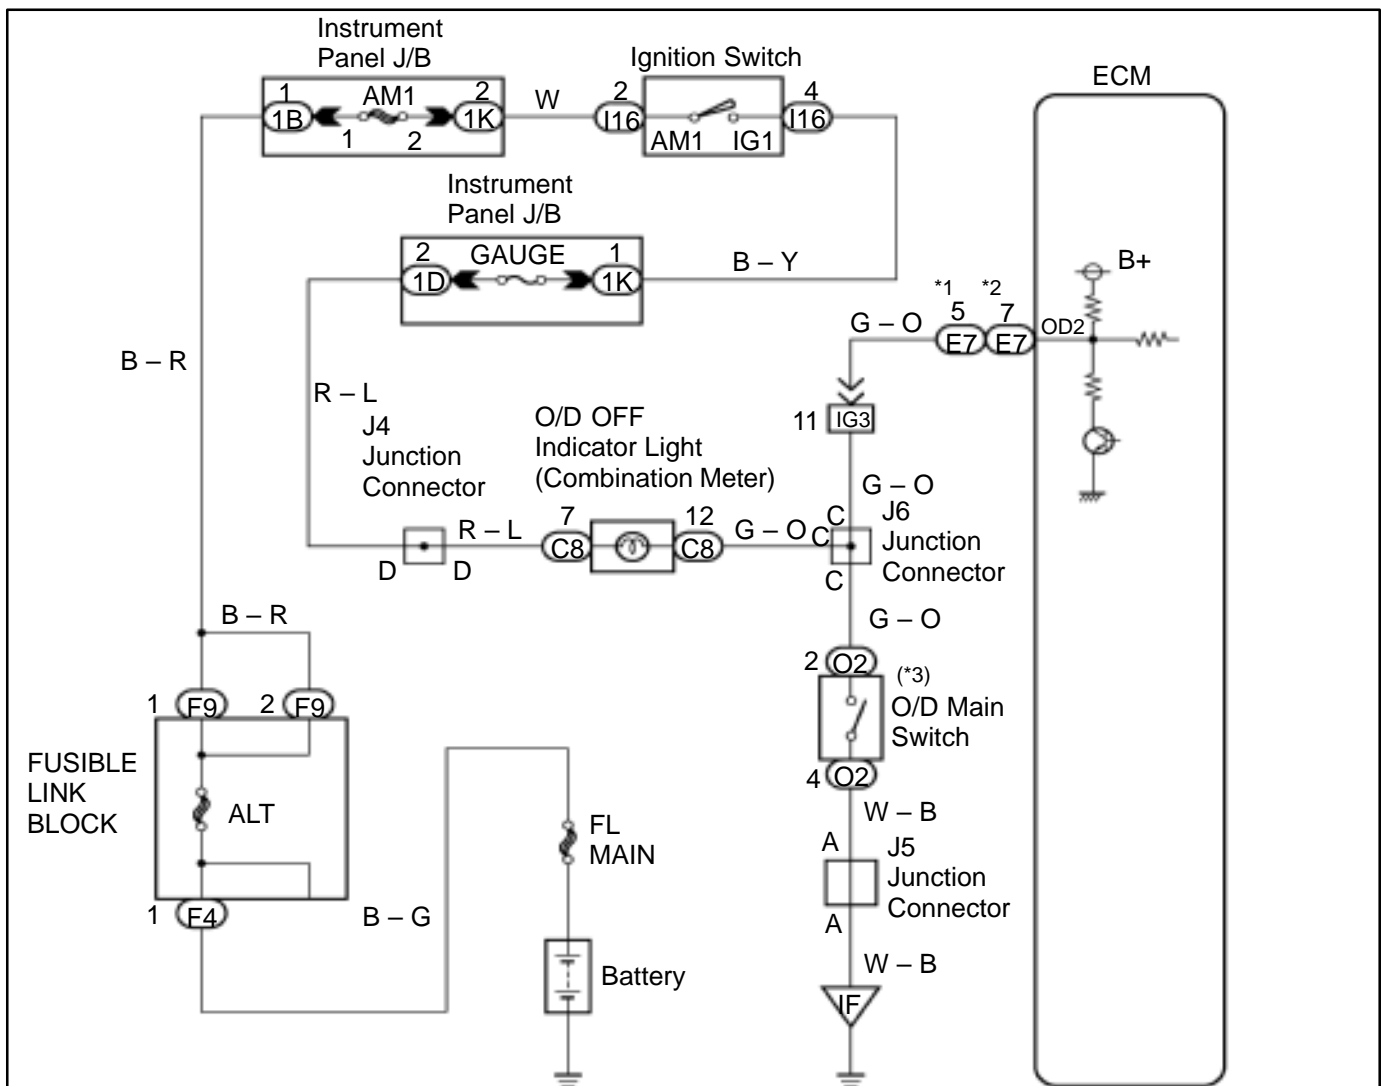 Instrument
Panel J/B
Ignition Switch
ECM
1
AM1
2
W
2
4
1B
1K
I16
I16
1
2
AM1
IG1
Instrument
Panel J/B
2
GAUGE
1
B – Y
1D
1K
B+
*1
*2
5
7
G – O
E7
E7
OD2
B – R
R – L
J4
Junction
Connector
O/D OFF
Indicator Light
(Combination Meter)
11
IG3
G – O
J6
Junction
Connector
R – L
7
12
G – O
C
C
C
C8
C8
D
D
G – O
B – R
2
O2
(*3)
O/D Main
Switch
1
F9
2
F9
4
O2
FUSIBLE
LINK
BLOCK
ALT
FL
MAIN
W – B
A
J5
Junction
Connector
A
1
F4
B – G
Battery
W – B
IF